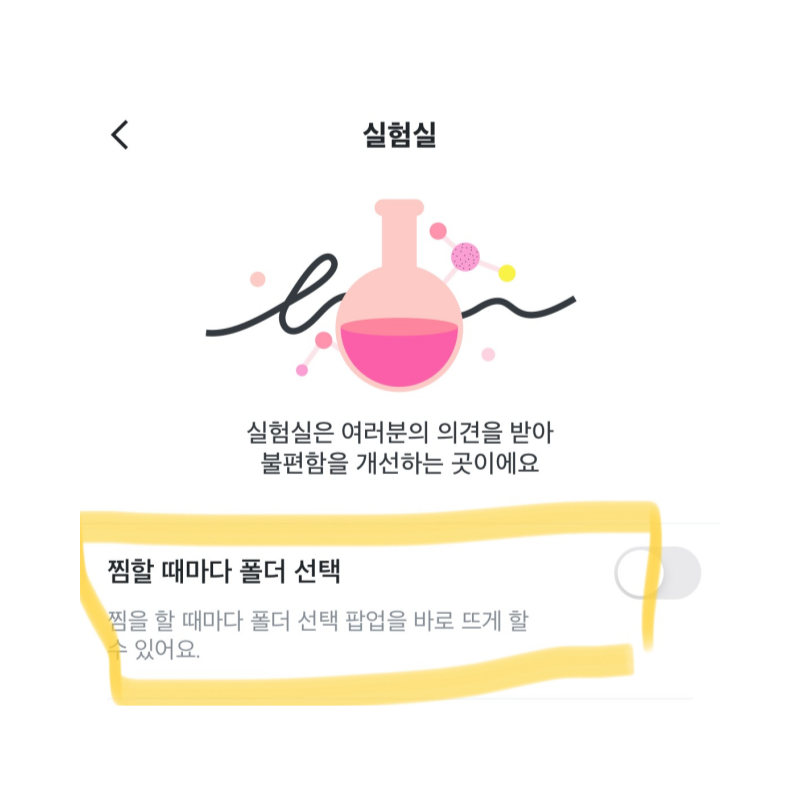 실험실
실험실은 여러분의 의견을 받아
불편함을 개선하는 곳이에요
찜할 때마다 폴더 선택
찜을 할 때마다 폴더 선택 팝업을 바로 뜨게 할
수 있어요.